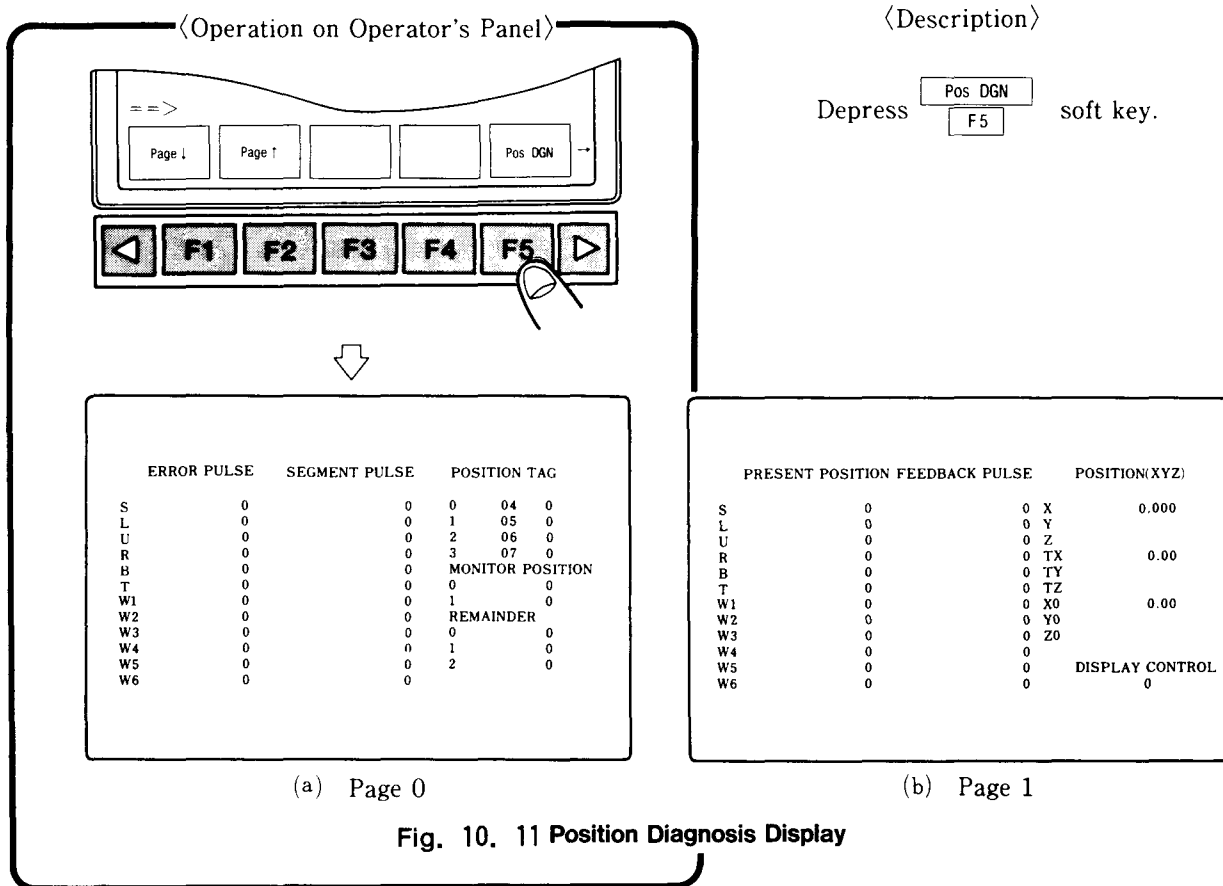 〈Operation on Operator's Panel〉
〈Description〉
==>
Page ↓ Page ↑ Pos DGN →
F1 F2 F3 F4 F5
Depress Pos DGN F5 soft key.
ERROR PULSE SEGMENT PULSE POSITION TAG
S 0 0 0 04 0
L 0 0 1 05 0
U 0 0 2 06 0
R 0 0 3 07 0
B 0 0 MONITOR POSITION
T 0 0 0 0
W1 0 0 1 0
W2 0 0 REMAINDER
W3 0 0 0 0
W4 0 0 1 0
W5 0 0 2 0
W6 0 0
(a) Page 0
PRESENT POSITION FEEDBACK PULSE POSITION(XYZ)
S 0 0 X 0.000
L 0 0 Y
U 0 0 Z
R 0 0 TX 0.00
B 0 0 TY
T 0 0 TZ
W1 0 0 X0 0.00
W2 0 0 Y0
W3 0 0 Z0
W4 0 0
W5 0 0 DISPLAY CONTROL
W6 0 0 0
(b) Page 1
Fig. 10. 11 Position Diagnosis Display